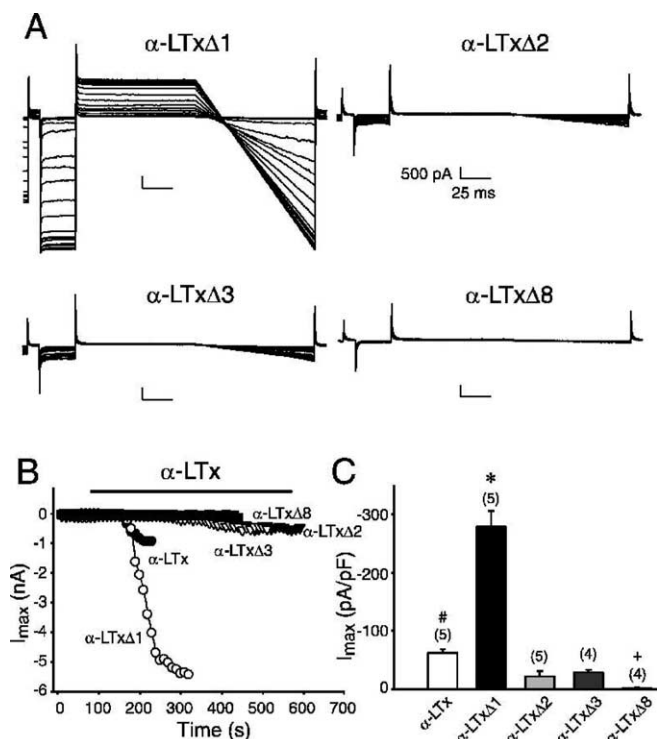 A
α-LTxΔ1
α-LTxΔ2
500 pA
25 ms
α-LTxΔ3
α-LTxΔ8
B
α-LTx
0
-1
-2
-3
-4
-5
-6
I max (nA)
α-LTxΔ8
α-LTxΔ2
α-LTxΔ3
α-LTx
α-LTxΔ1
0 100 200 300 400 500 600 700
Time (s)
C
-300
-200
-100
0
I max (pA/pF)
#
(5)
*
(5)
(5)
(4)
+
(4)
α-LTx
α-LTxΔ1
α-LTxΔ2
α-LTxΔ3
α-LTxΔ8